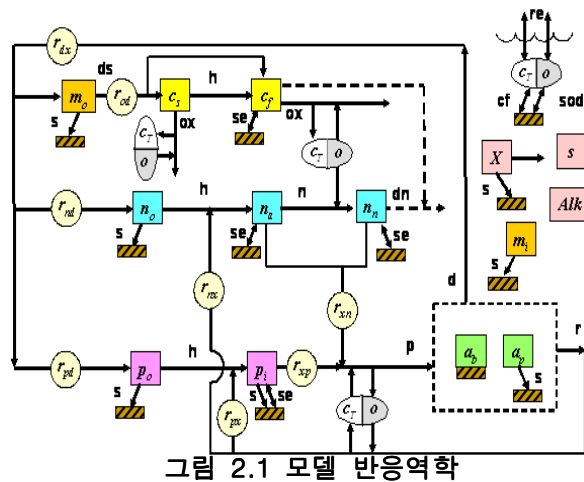 r_dx
re
ds
m_o
r_od
c_s
h
c_f
s
ox
se
ox
c_T
o
c_T
o
c_T
o
cf
sod
X
s
s
Alk
r_nd
n_o
h
n_a
n
n_n
dn
s
se
se
m_i
s
r_nx
r_xn
d
r
r_pd
p_o
h
p_i
r_xp
p
a_b
a_p
s
s
s
se
r_px
c_T
o
그림 2.1 모델 반응역학